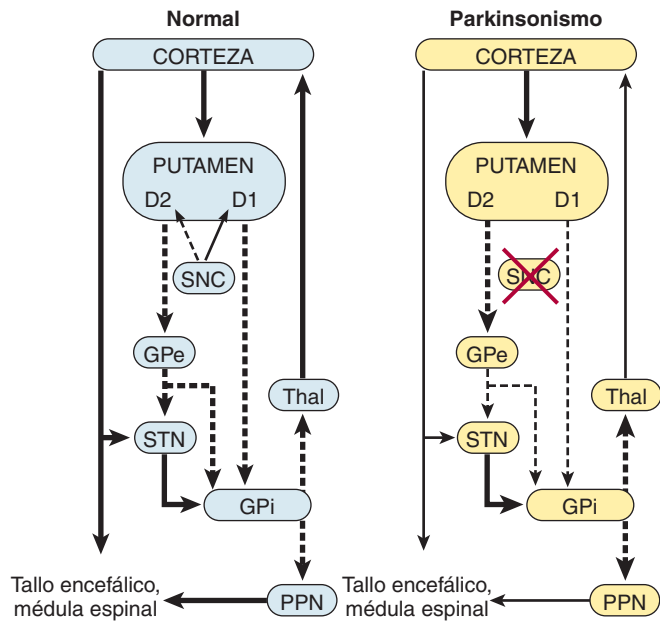 Normal
CORTEZA
PUTAMEN
D2 D1
SNC
GPe
Thal
STN
GPi
Tallo encefálico,
médula espinal
PPN
Parkinsonismo
CORTEZA
PUTAMEN
D2 D1
SNC
GPe
Thal
STN
GPi
Tallo encefálico,
médula espinal
PPN